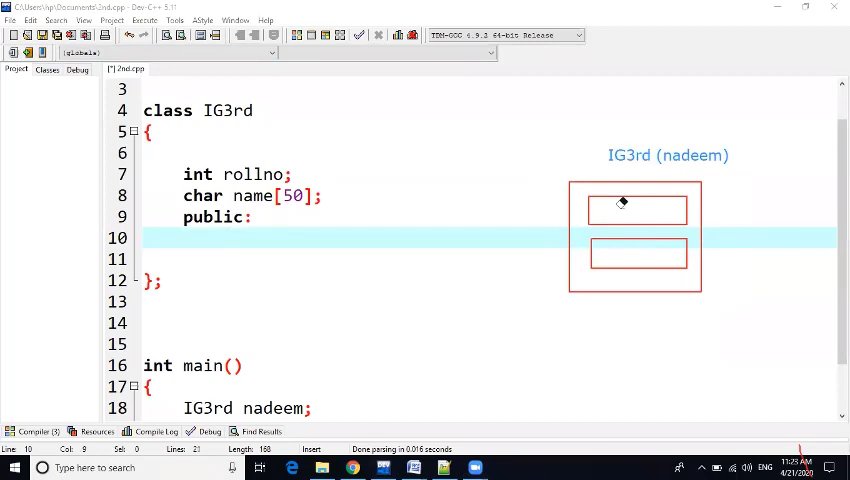 C:\Users\hp\Documents\2nd.cpp - Dev-C++ 5.11
File Edit Search View Project Execute Tools AStyle Window Help
TDM-GCC 4.9.2 64-bit Release
(globals)
Project Classes Debug
[*] 2nd.cpp
3
4 class IG3rd
5 {
6
7 int rollno;
8 char name[50];
9 public:
10
11
12 };
13
14
15
16 int main()
17 {
18 IG3rd nadeem;
IG3rd (nadeem)
Compiler (3) Resources Compile Log Debug Find Results
Line: 10 Col: 9 Sel: 0 Lines: 21 Length: 168 Insert Done parsing in 0.016 seconds
Type here to search
ENG
11:23 AM
4/21/2020